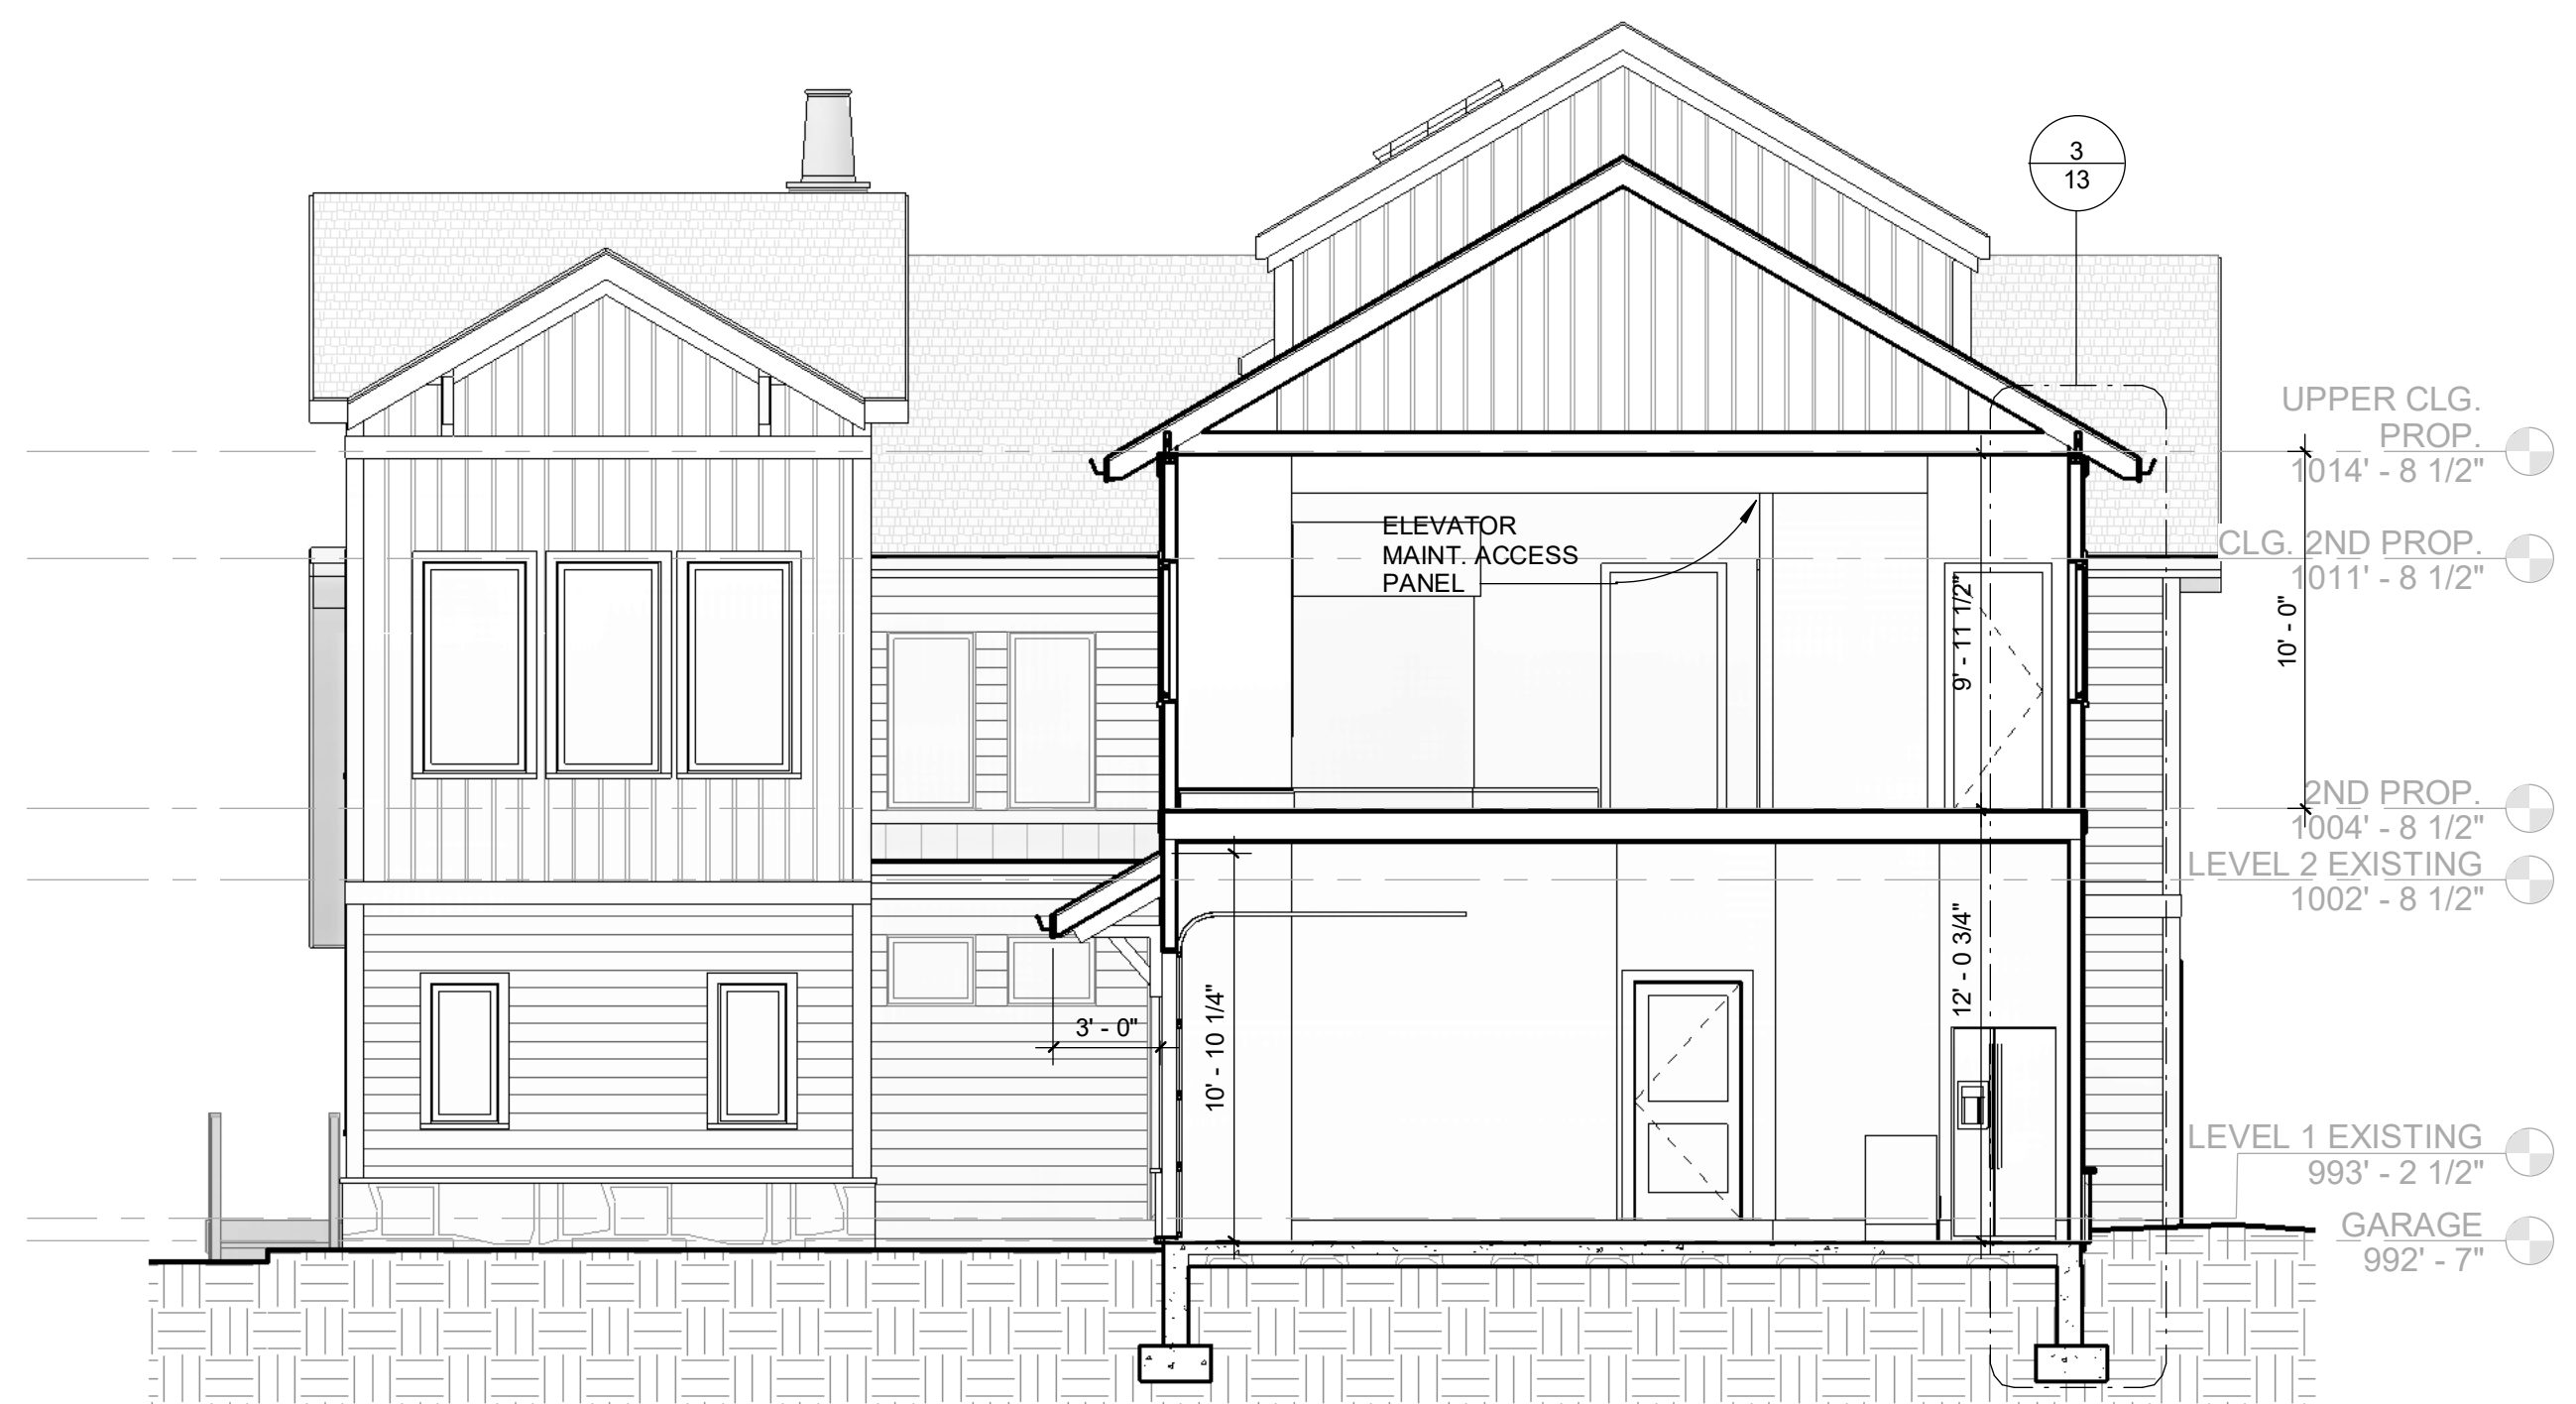 3
13
UPPER CLG.
PROP.
1014' - 8 1/2"
ELEVATOR
MAINT. ACCESS
PANEL
CLG. 2ND PROP.
1011' - 8 1/2"
9' - 11 1/2"
10' - 0"
2ND PROP.
1004' - 8 1/2"
LEVEL 2 EXISTING
1002' - 8 1/2"
12' - 0 3/4"
10' - 10 1/4"
3' - 0"
LEVEL 1 EXISTING
993' - 2 1/2"
GARAGE
992' - 7"